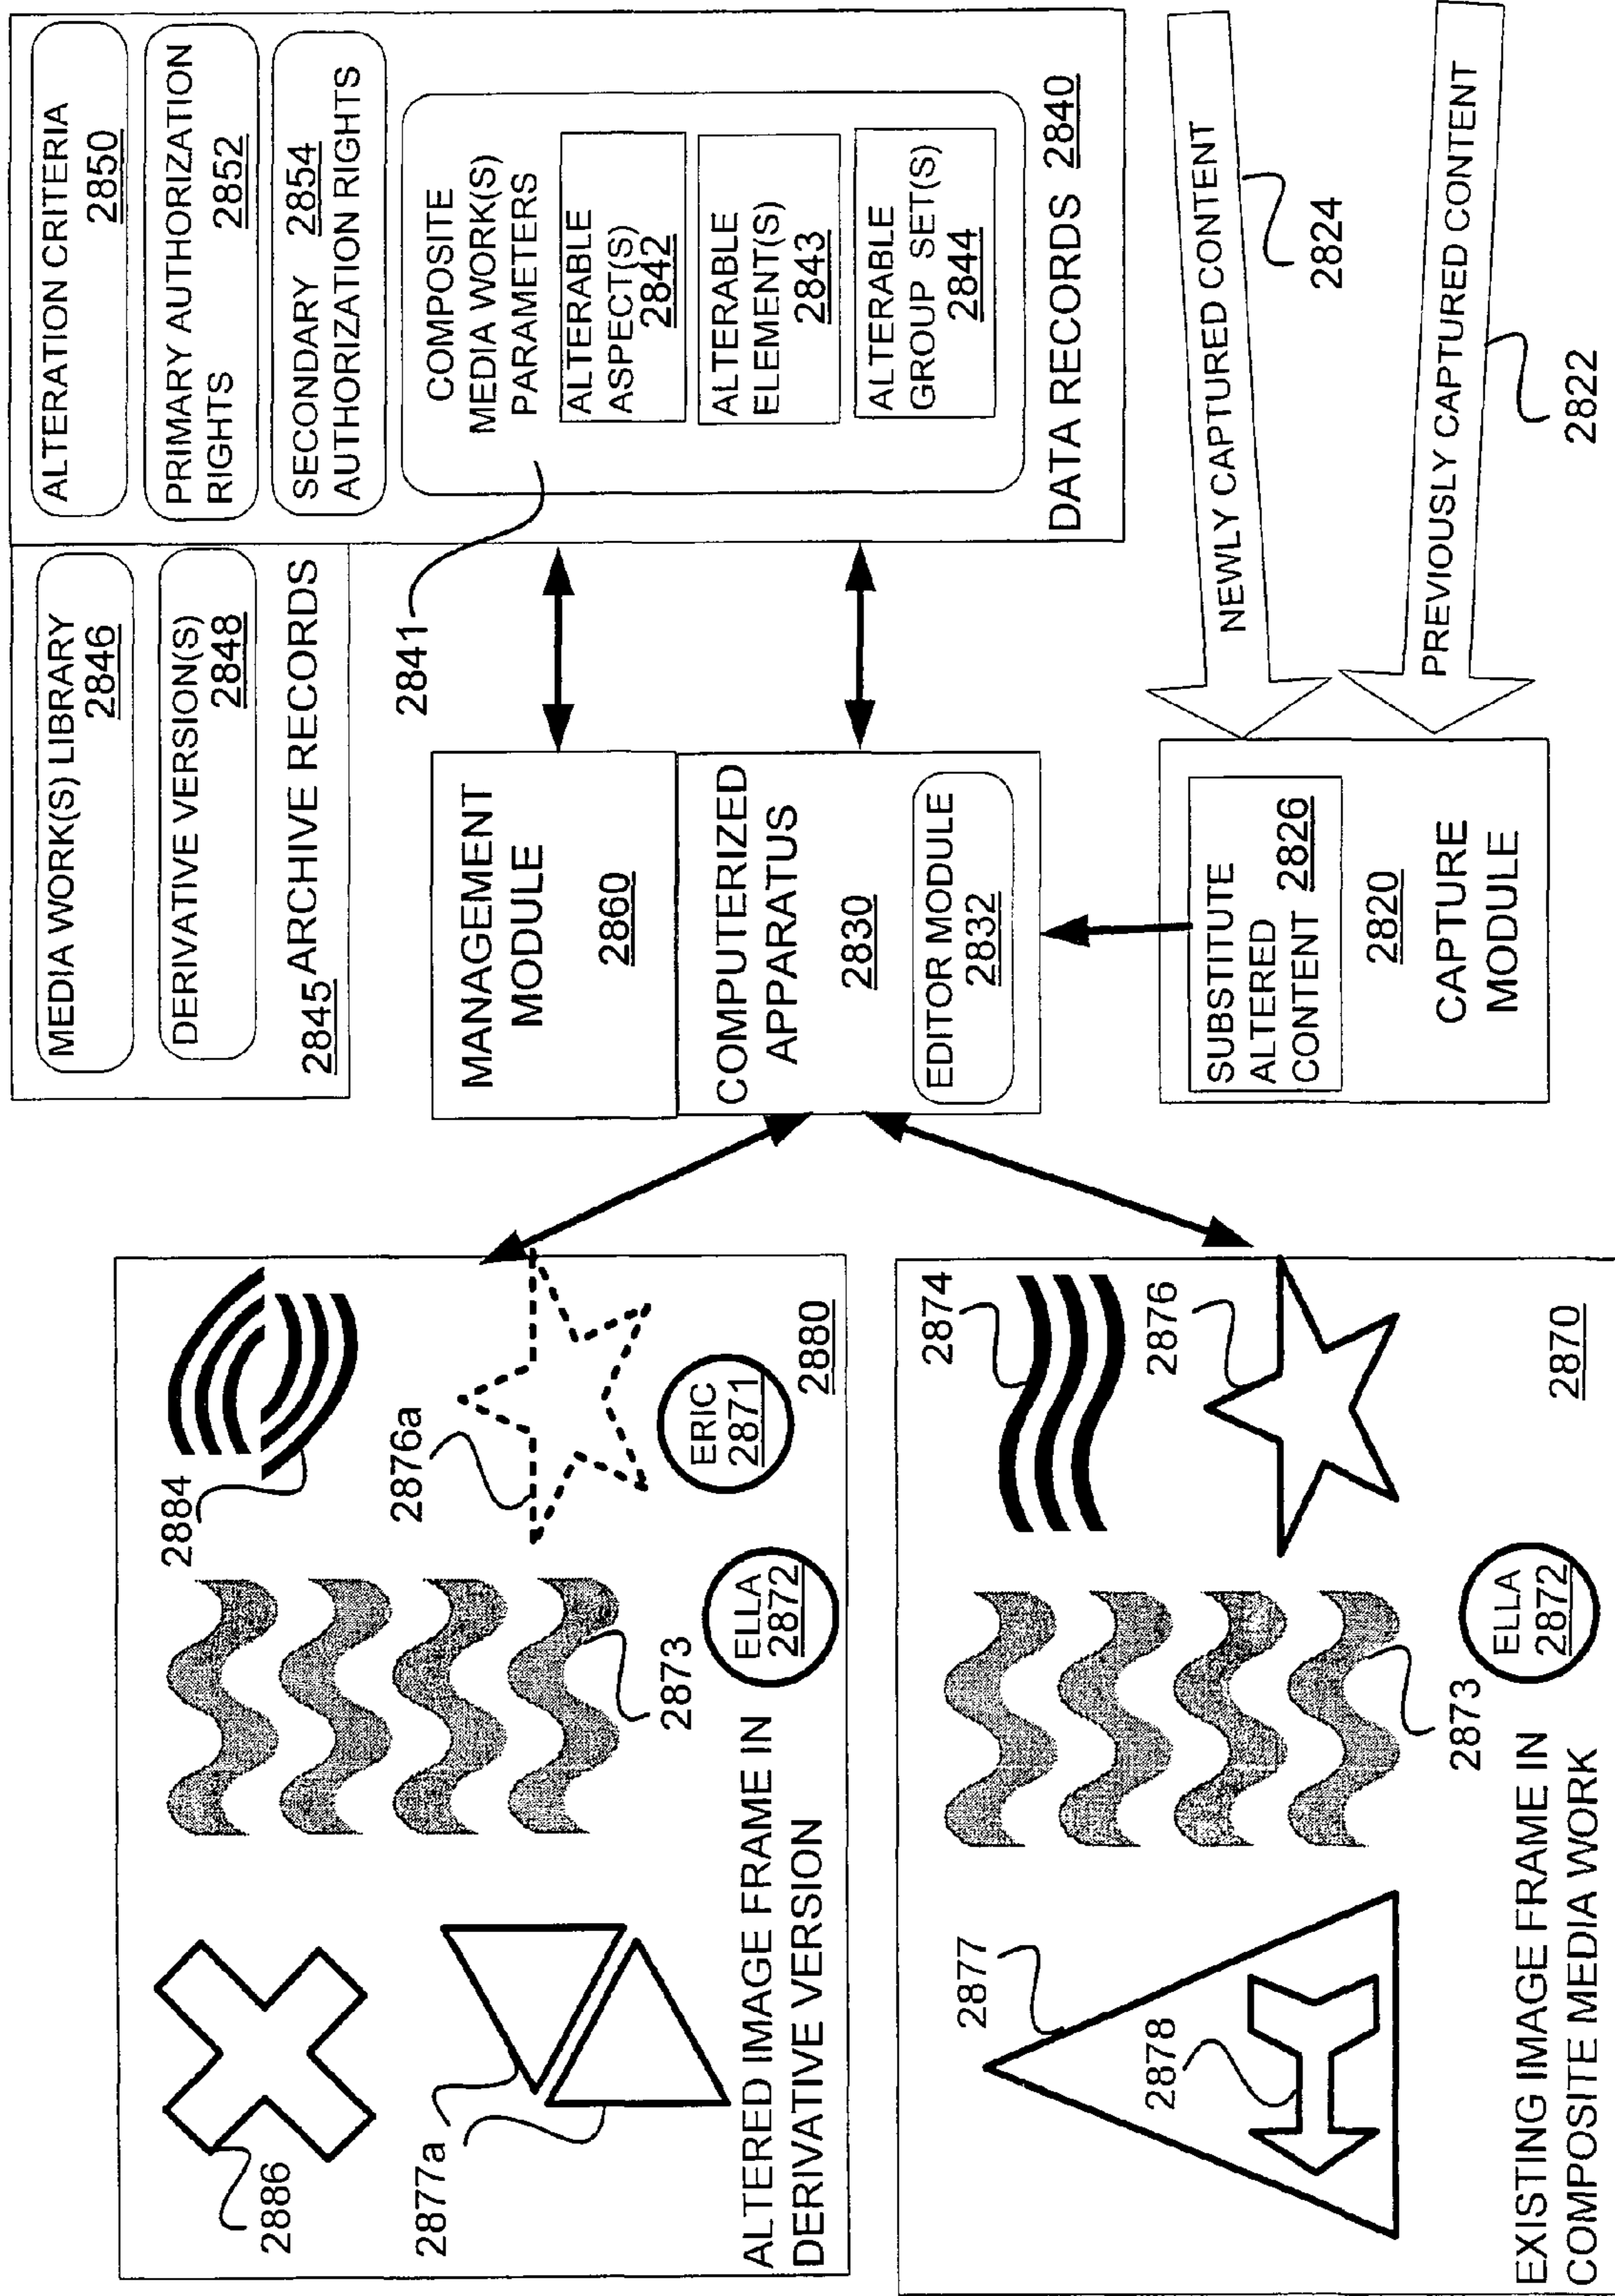 MEDIA WORK(S) LIBRARY
2846
DERIVATIVE VERSION(S)
2848
2845 ARCHIVE RECORDS
ALTERATION CRITERIA
2850
PRIMARY AUTHORIZATION
RIGHTS 2852
SECONDARY 2854
AUTHORIZATION RIGHTS
COMPOSITE
MEDIA WORK(S)
PARAMETERS
ALTERABLE
ASPECT(S)
2842
ALTERABLE
ELEMENT(S)
2843
ALTERABLE
GROUP SET(S)
2844
DATA RECORDS 2840
2841
MANAGEMENT
MODULE
2860
COMPUTERIZED
APPARATUS
2830
EDITOR MODULE
2832
SUBSTITUTE
ALTERED
CONTENT 2826
2820
CAPTURE
MODULE
NEWLY CAPTURED CONTENT
2824
PREVIOUSLY CAPTURED CONTENT
2822
2886
2877a
2873
2884
2876a
ELLA
2872
ERIC
2871
2880
ALTERED IMAGE FRAME IN
DERIVATIVE VERSION
2877
2878
2873
2874
2876
ELLA
2872
2870
EXISTING IMAGE FRAME IN
COMPOSITE MEDIA WORK